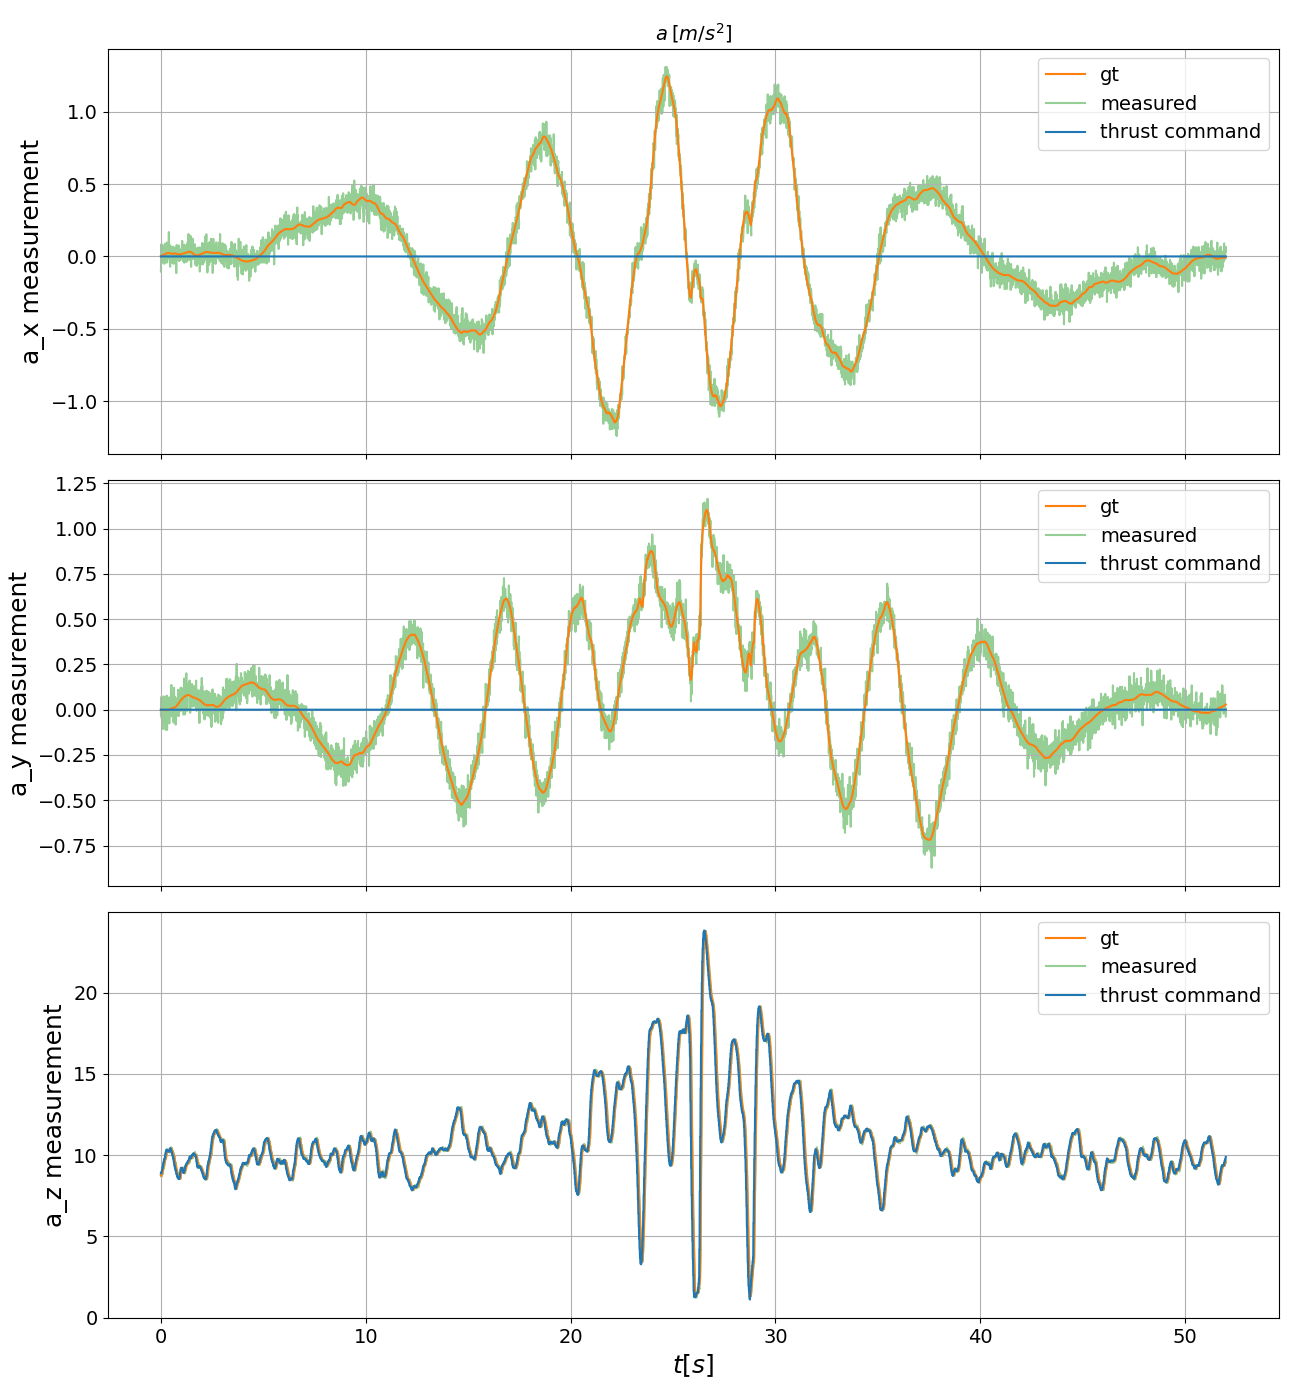 a [m/s²]
a_x measurement
1.0
0.5
0.0
−0.5
−1.0
gt
measured
thrust command
a_y measurement
1.25
1.00
0.75
0.50
0.25
0.00
−0.25
−0.50
−0.75
gt
measured
thrust command
a_z measurement
20
15
10
5
0
gt
measured
thrust command
0 10 20 30 40 50
t[s]